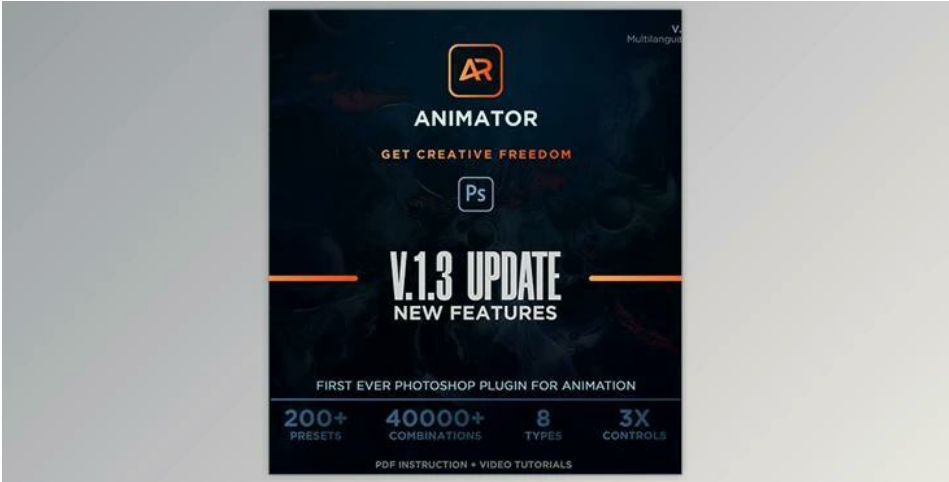 V.
Multilangua
AR
ANIMATOR
GET CREATIVE FREEDOM
Ps
V.1.3 UPDATE
NEW FEATURES
FIRST EVER PHOTOSHOP PLUGIN FOR ANIMATION
200+ 40000+ 8 3X
PRESETS COMBINATIONS TYPES CONTROLS
PDF INSTRUCTION + VIDEO TUTORIALS